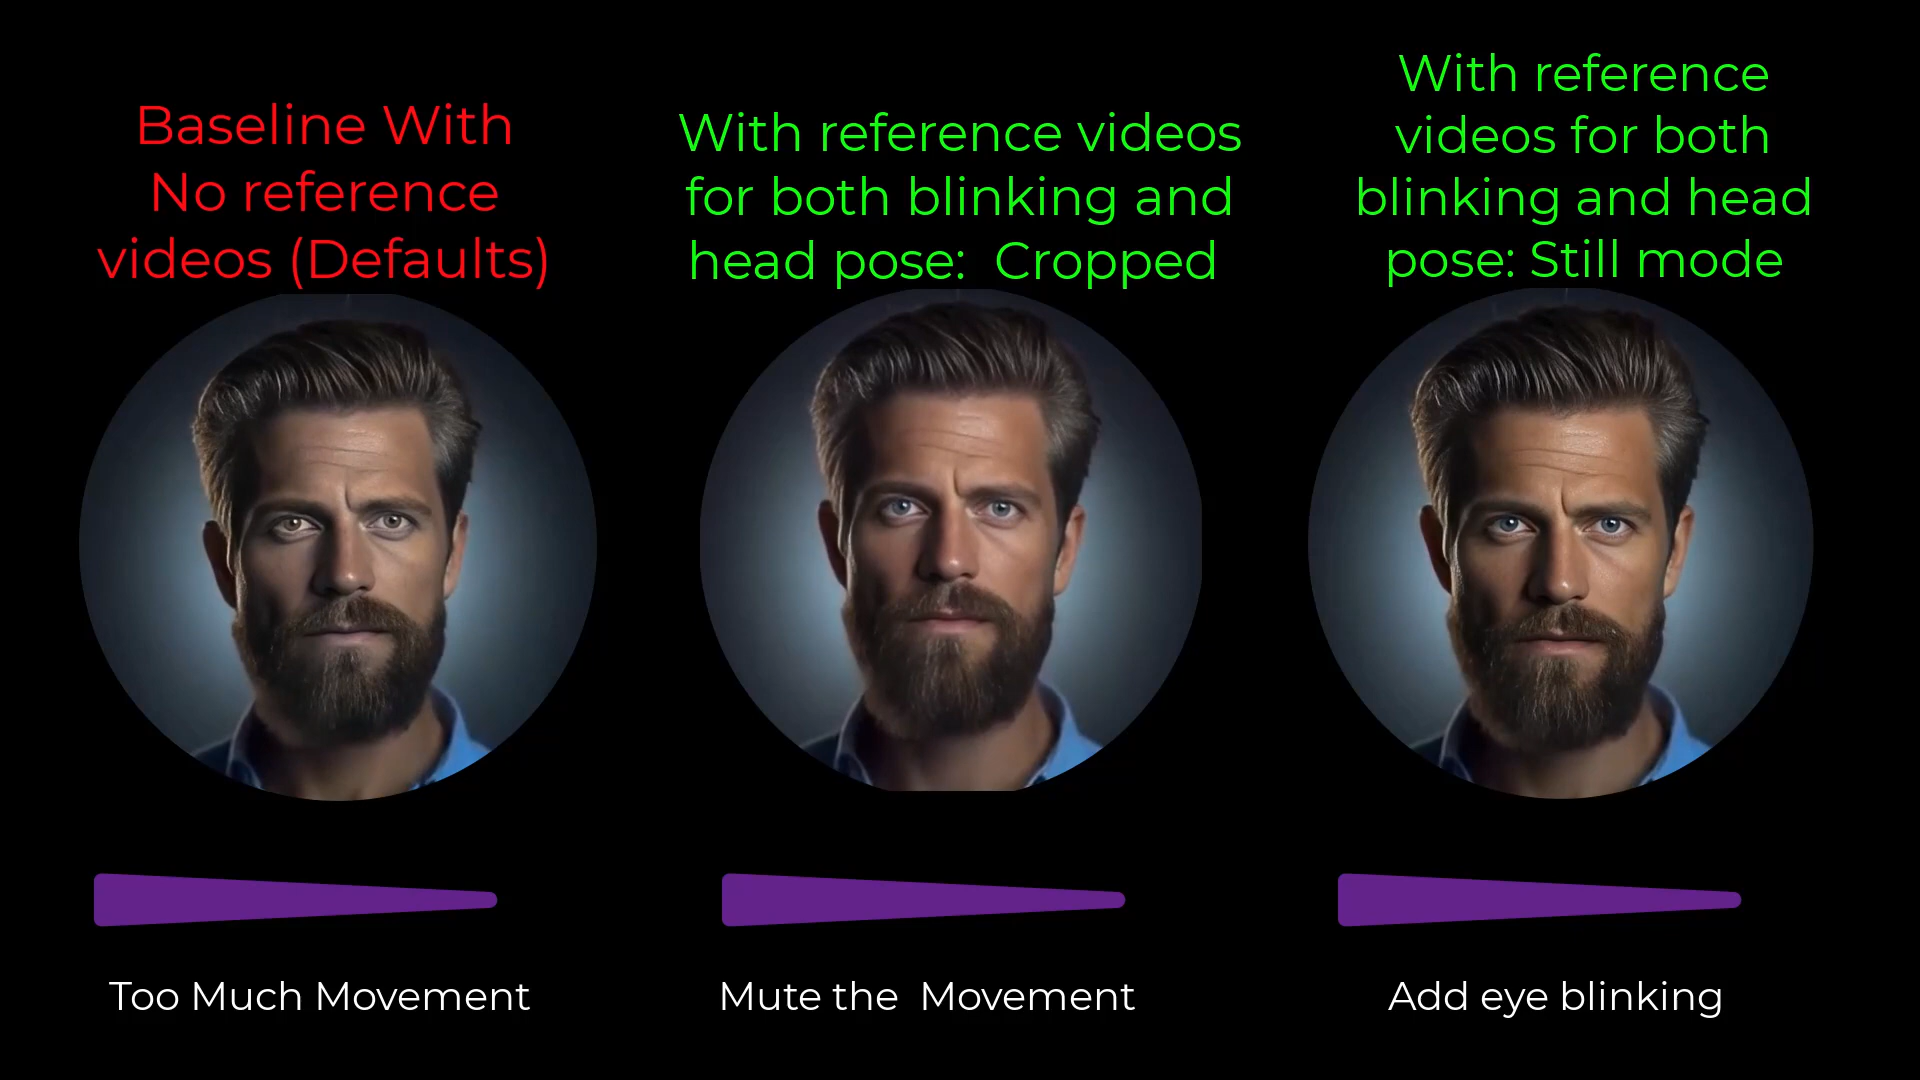 Baseline With
No reference
videos (Defaults)
With reference videos
for both blinking and
head pose:  Cropped
With reference
videos for both
blinking and head
pose: Still mode
Too Much Movement
Mute the  Movement
Add eye blinking